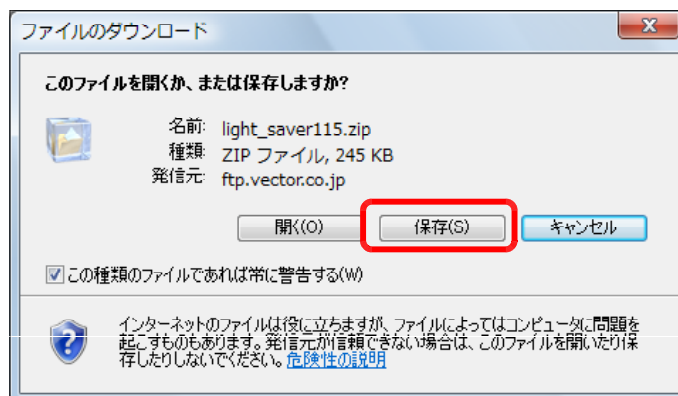 ファイルのダウンロード
このファイルを開くか、または保存しますか?
名前: light_saver115.zip
種類: ZIP ファイル, 245 KB
発信元: ftp.vector.co.jp
開く(O) 保存(S) キャンセル
この種類のファイルであれば常に警告する(W)
インターネットのファイルは役に立ちますが、ファイルによってはコンピュータに問題を
起こすものもあります。発信元が信頼できない場合は、このファイルを開いたり保
存したりしないでください。危険性の説明